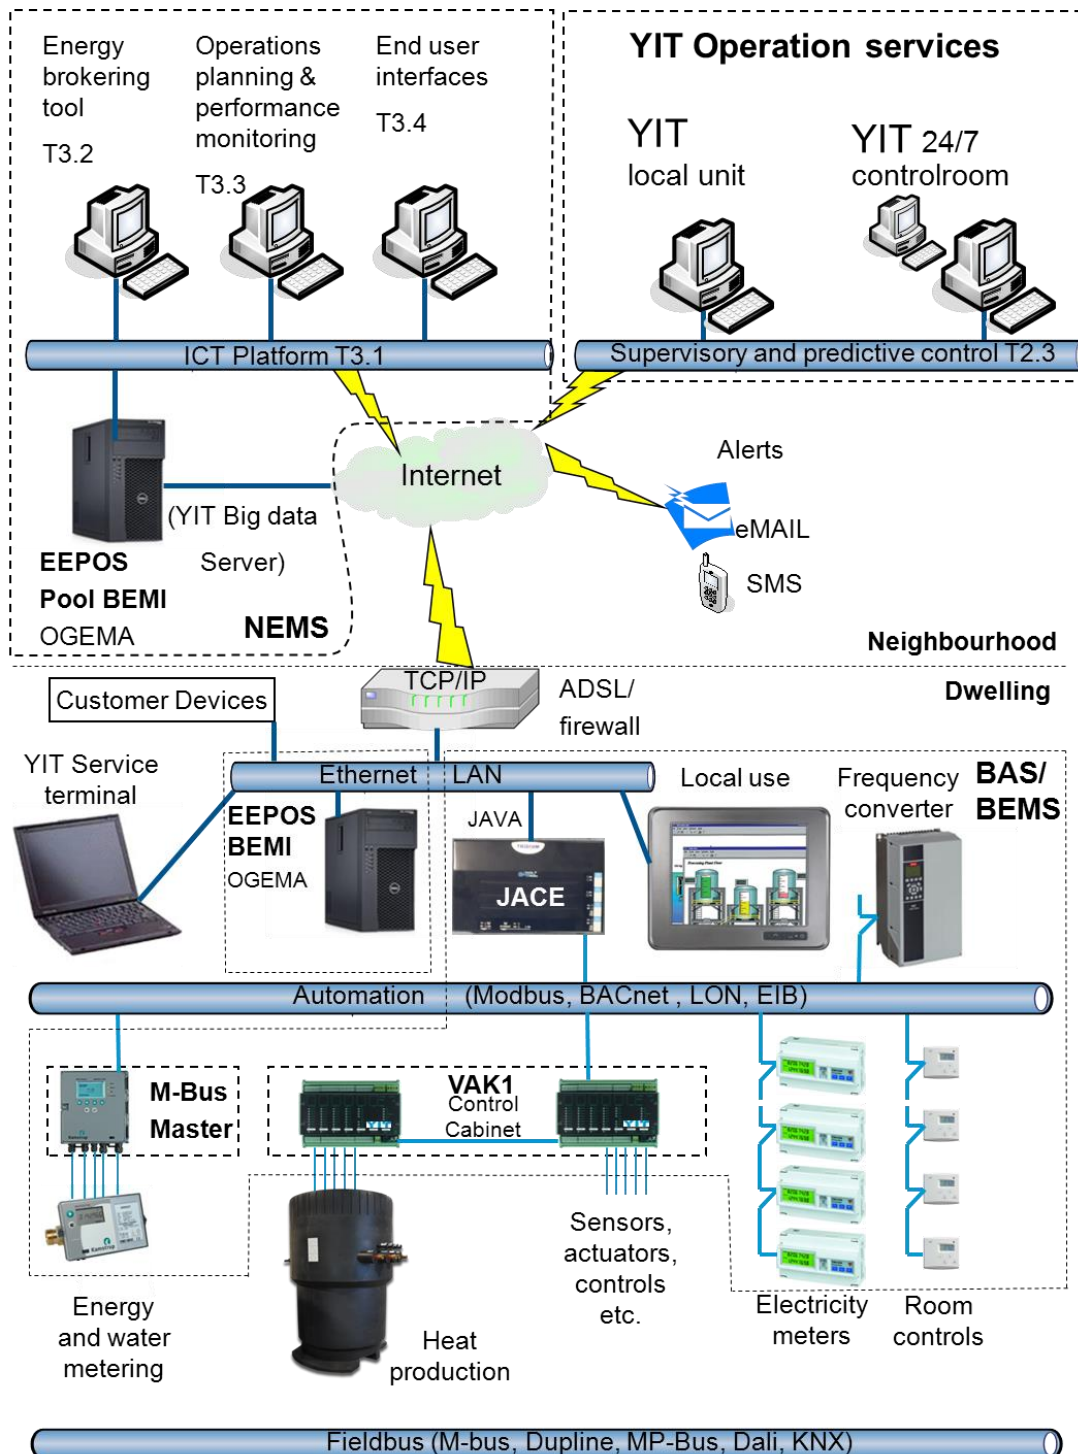 Energy
brokering
tool
T3.2
Operations
planning &
performance
monitoring
T3.3
End user
interfaces
T3.4
YIT Operation services
YIT
local unit
YIT 24/7
controlroom
ICT Platform T3.1
Supervisory and predictive control T2.3
Internet
Alerts
eMAIL
SMS
(YIT Big data
Server)
EEPOS
Pool BEMI
OGEMA
NEMS
Neighbourhood
Dwelling
TCP/IP
ADSL/
firewall
Customer Devices
YIT Service
terminal
Ethernet LAN
EEPOS
BEMI
OGEMA
JAVA
JACE
Local use
Frequency
converter
BAS/
BEMS
Automation (Modbus, BACnet , LON, EIB)
M-Bus
Master
VAK1
Control
Cabinet
YIT
YIT
Kamstrup
Energy
and water
metering
Heat
production
Sensors,
actuators,
controls
etc.
Electricity
meters
Room
controls
Fieldbus (M-bus, Dupline, MP-Bus, Dali, KNX)